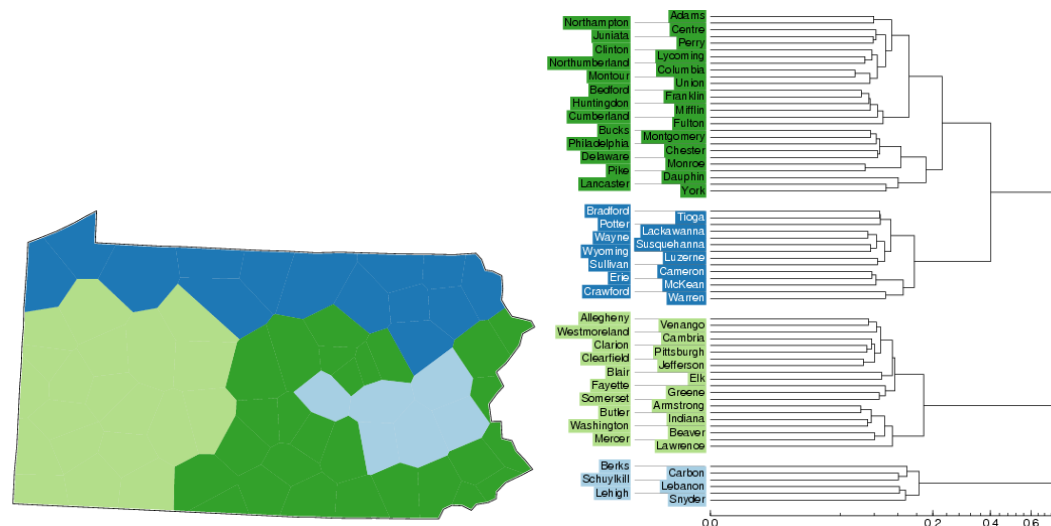 Adams
Northampton
Centre
Juniata
Perry
Clinton
Lycoming
Northumberland
Columbia
Montour
Union
Bedford
Franklin
Huntingdon
Mifflin
Cumberland
Fulton
Bucks
Montgomery
Philadelphia
Chester
Delaware
Monroe
Pike
Dauphin
Lancaster
York
Bradford
Tioga
Potter
Lackawanna
Wayne
Susquehanna
Wyoming
Luzerne
Sullivan
Cameron
Erie
McKean
Crawford
Warren
Allegheny
Venango
Westmoreland
Cambria
Clarion
Pittsburgh
Clearfield
Jefferson
Blair
Elk
Fayette
Greene
Somerset
Armstrong
Butler
Indiana
Washington
Beaver
Mercer
Lawrence
Berks
Carbon
Schuylkill
Lebanon
Lehigh
Snyder
0.0 0.2 0.4 0.6